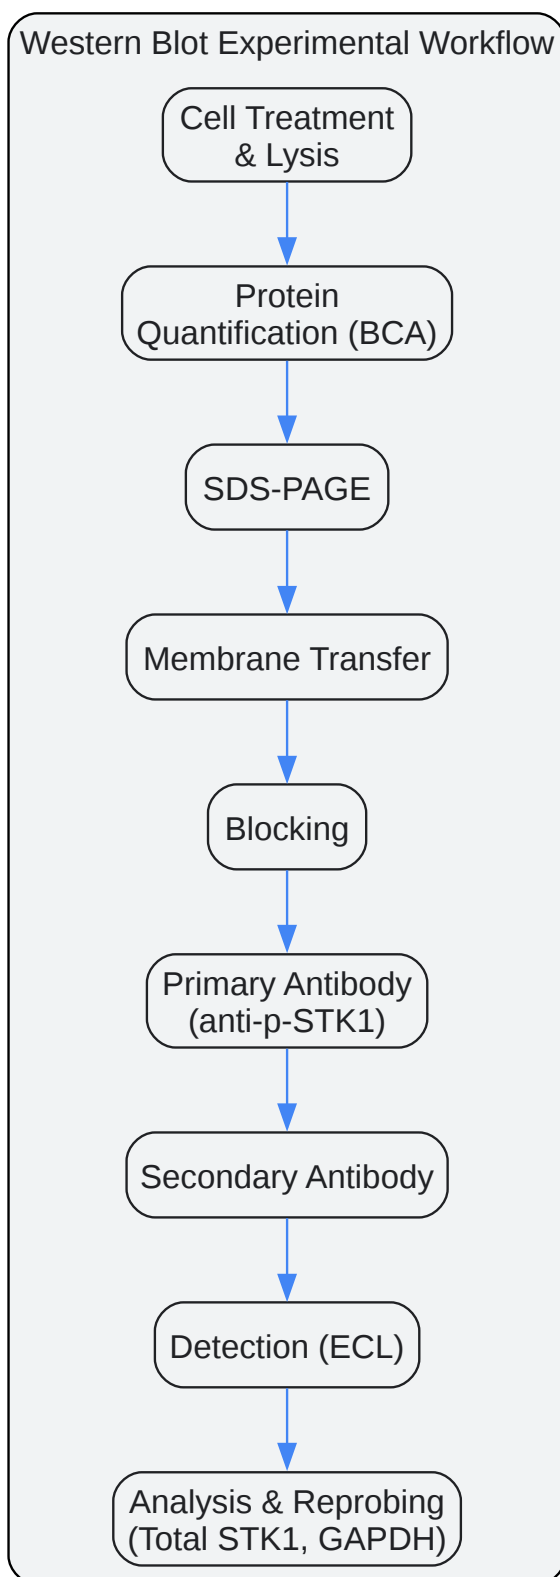 Western Blot Experimental Workflow
Cell Treatment
& Lysis
Protein
Quantification (BCA)
SDS-PAGE
Membrane Transfer
Blocking
Primary Antibody
(anti-p-STK1)
Secondary Antibody
Detection (ECL)
Analysis & Reprobing
(Total STK1, GAPDH)